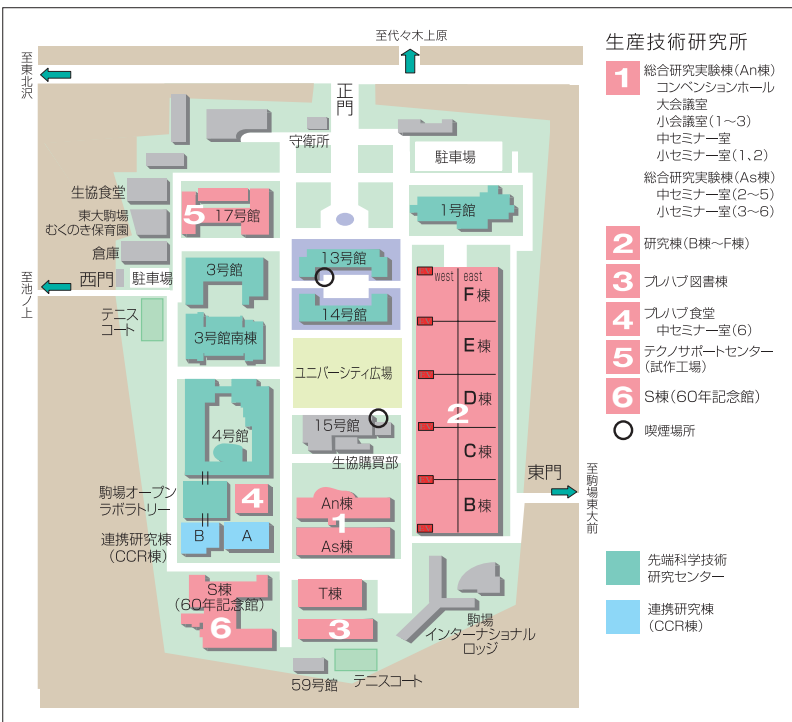 至代々木上原
至東北沢
正門
守衛所
駐車場
生協食堂
東大駒場
むくのき保育園
倉庫
西門
駐車場
至池ノ上
テニス
コート
5 17号館
1号館
3号館
13号館
14号館
3号館南棟
west east
F棟
E棟
D棟
2
C棟
B棟
ユニバーシティ広場
4号館
15号館
生協購買部
東門
至駒場東大前
駒場オープン
ラボラトリー
4
連携研究棟
(CCR棟)
B A
An棟
1
As棟
S棟
(60年記念館)
6
T棟
3
駒場
インターナショナル
ロッジ
59号館
テニスコート
生産技術研究所
1 総合研究実験棟(An棟)
コンベンションホール
大会議室
小会議室(1〜3)
中セミナー室
小セミナー室(1、2)
総合研究実験棟(As棟)
中セミナー室(2〜5)
小セミナー室(3〜6)
2 研究棟(B棟〜F棟)
3 プレハブ図書棟
4 プレハブ食堂
中セミナー室(6)
5 テクノサポートセンター
(試作工場)
6 S棟(60年記念館)
喫煙場所
先端科学技術
研究センター
連携研究棟
(CCR棟)